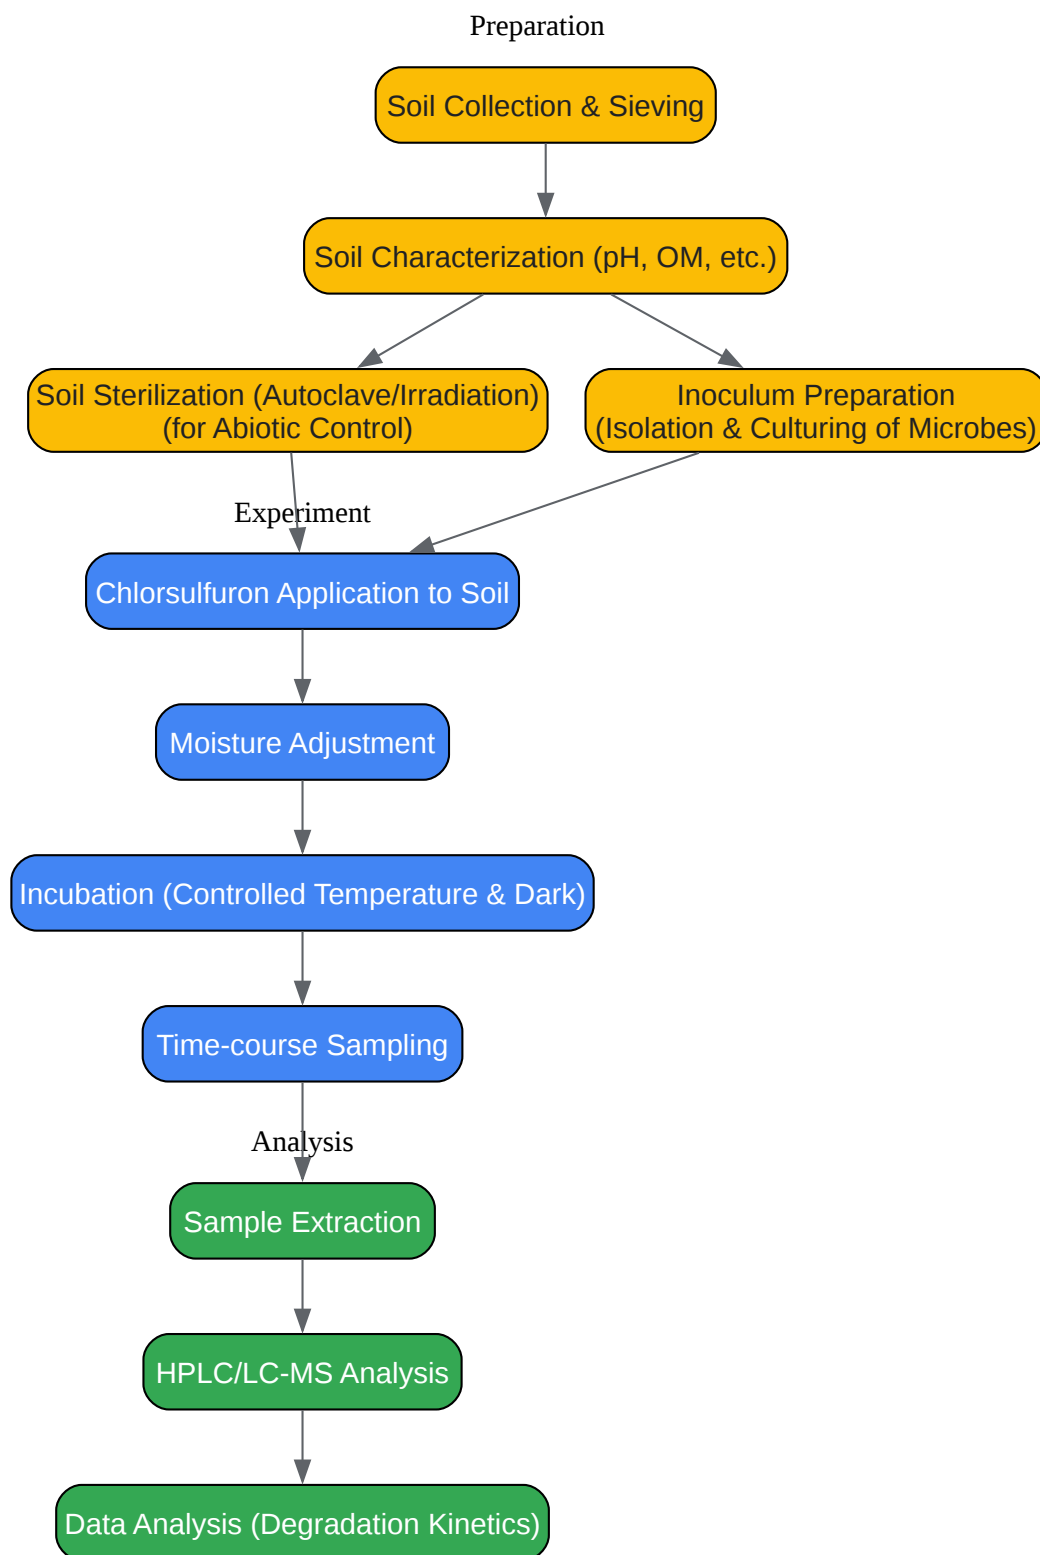 Preparation
Soil Collection & Sieving
Soil Characterization (pH, OM, etc.)
Soil Sterilization (Autoclave/Irradiation)
(for Abiotic Control)
Inoculum Preparation
(Isolation & Culturing of Microbes)
Experiment
Chlorsulfuron Application to Soil
Moisture Adjustment
Incubation (Controlled Temperature & Dark)
Time-course Sampling
Analysis
Sample Extraction
HPLC/LC-MS Analysis
Data Analysis (Degradation Kinetics)